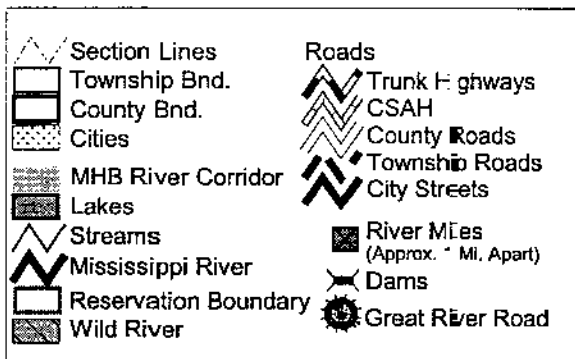 Section Lines
Township Bnd.
County Bnd.
Cities
MHB River Corridor
Lakes
Streams
Mississippi River
Reservation Boundary
Wild River
Roads
Trunk Highways
CSAH
County Roads
Township Roads
City Streets
River Miles
(Approx. 1 Mi. Apart)
Dams
Great River Road